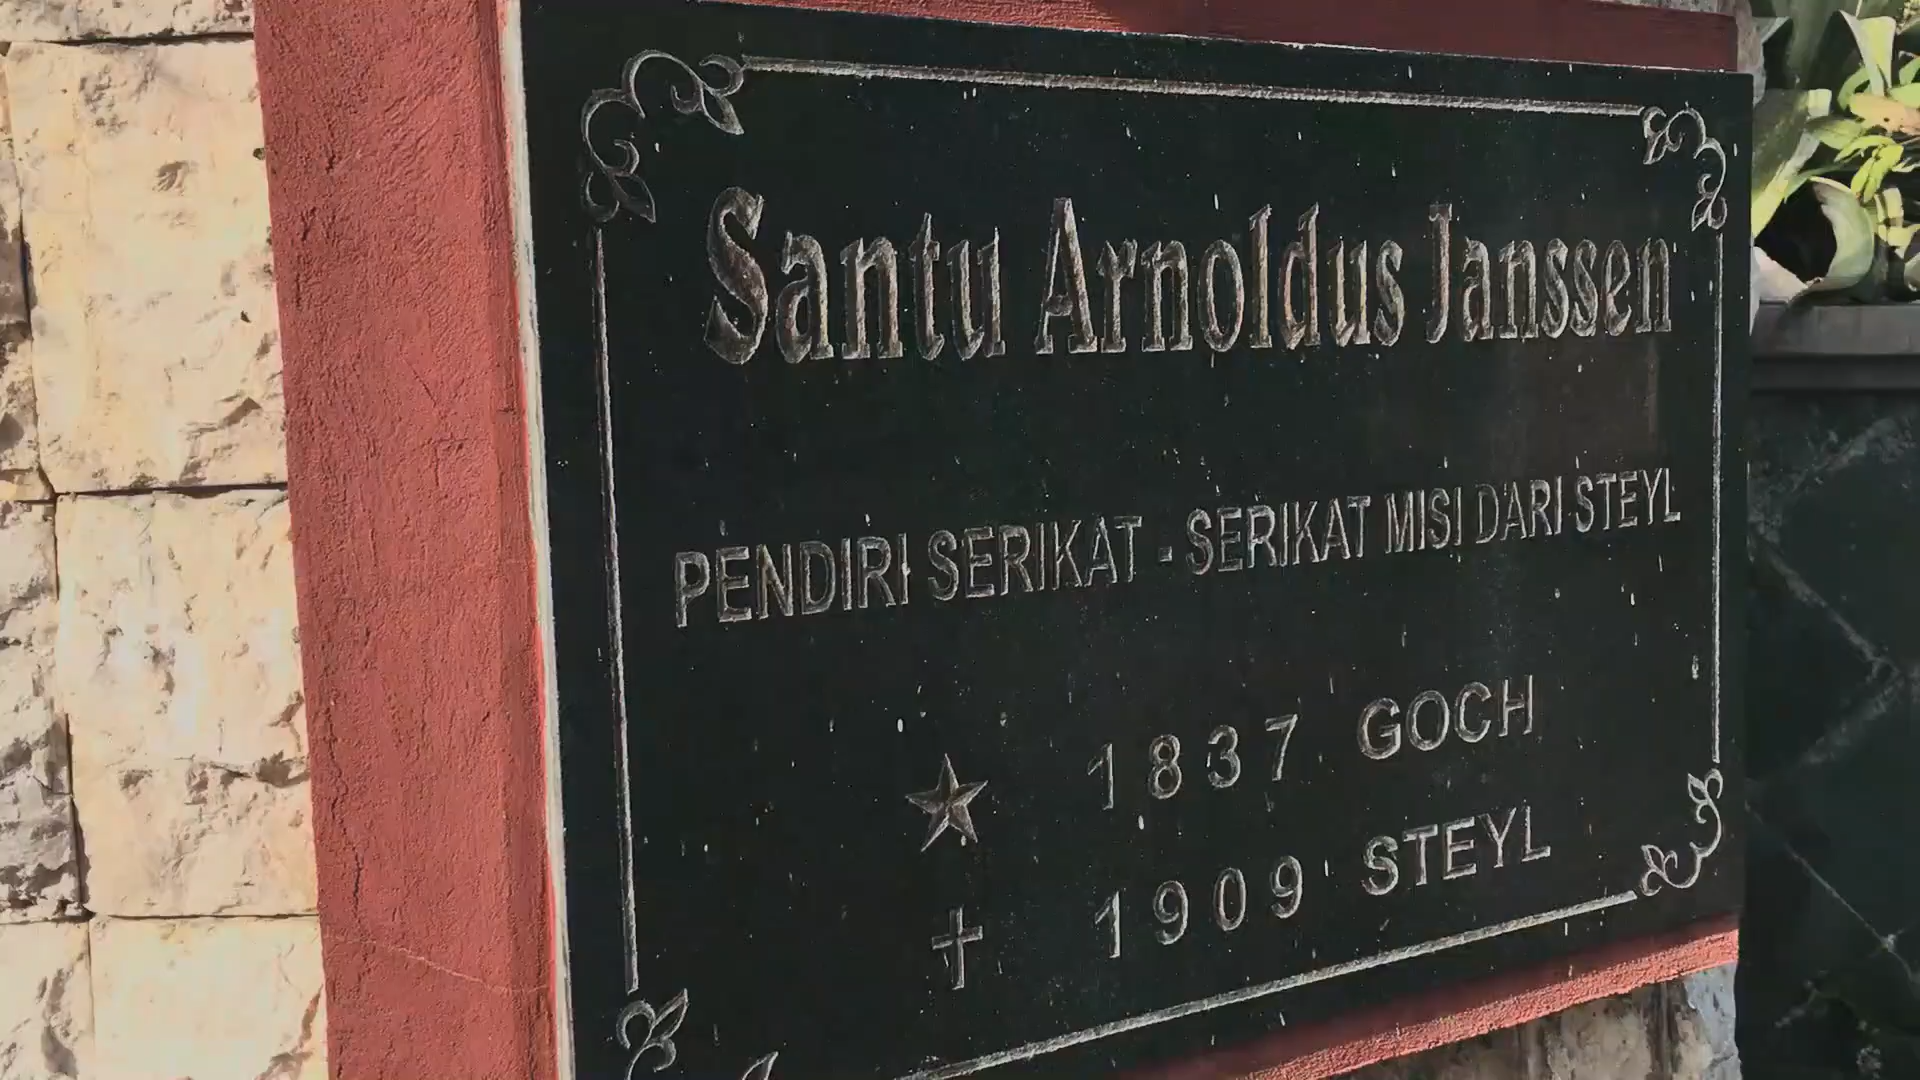 Santu Arnoldus Janssen
PENDIRI SERIKAT - SERIKAT MISI DARI STEYL
1837 GOCH
1909 STEYL